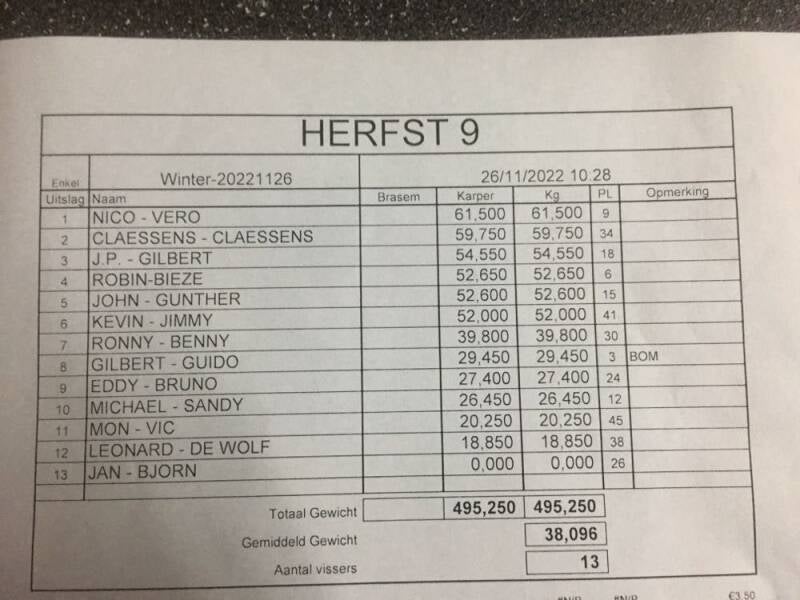 HERFST 9
Enkel Winter-20221126 26/11/2022 10:28
Uitslag Naam Brasem Karper Kg PL Opmerking
1 NICO - VERO 61,500 61,500 9
2 CLAESSENS - CLAESSENS 59,750 59,750 34
3 J.P. - GILBERT 54,550 54,550 18
4 ROBIN-BIEZE 52,650 52,650 6
5 JOHN - GUNTHER 52,600 52,600 15
6 KEVIN - JIMMY 52,000 52,000 41
7 RONNY - BENNY 39,800 39,800 30
8 GILBERT - GUIDO 29,450 29,450 3 BOM
9 EDDY - BRUNO 27,400 27,400 24
10 MICHAEL - SANDY 26,450 26,450 12
11 MON - VIC 20,250 20,250 45
12 LEONARD - DE WOLF 18,850 18,850 38
13 JAN - BJORN 0,000 0,000 26
Totaal Gewicht 495,250 495,250
Gemiddeld Gewicht 38,096
Aantal vissers 13
€3,50